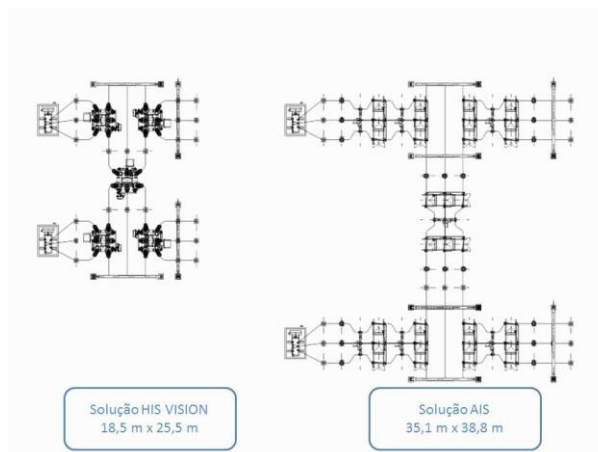 Solução HIS VISION
18,5 m x 25,5 m
Solução AIS
35,1 m x 38,8 m